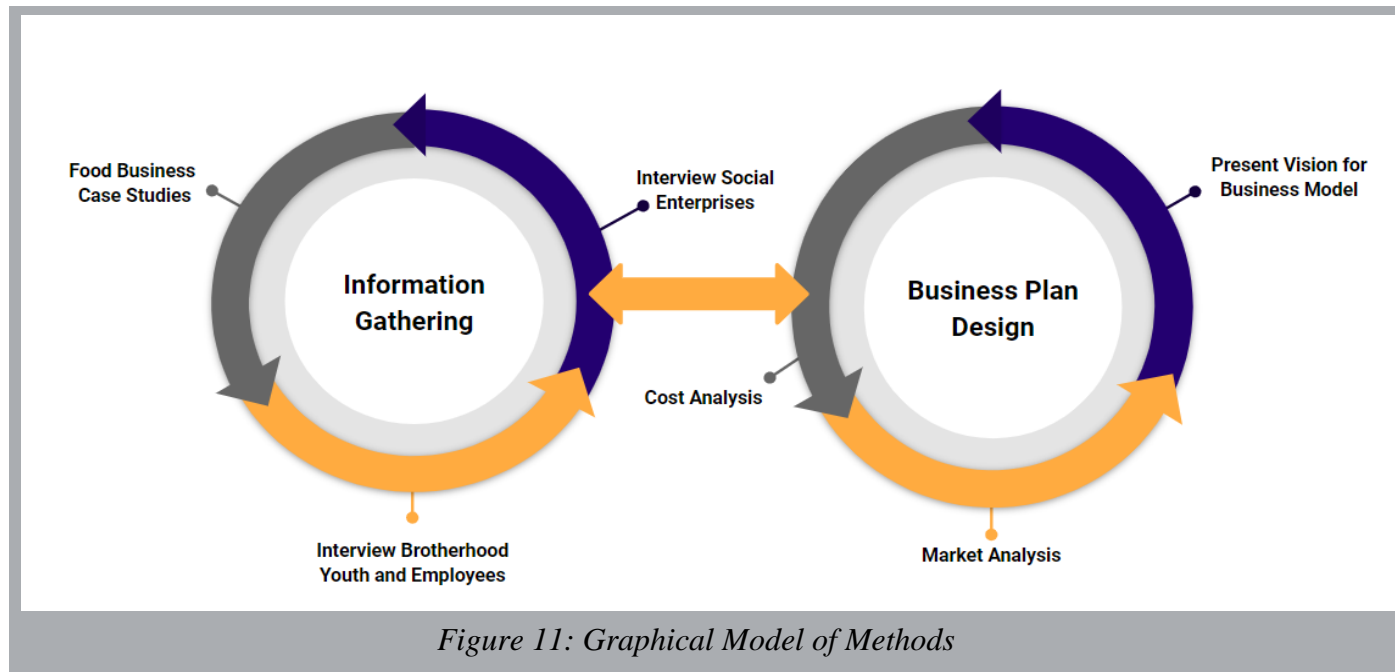 Food Business
Case Studies
Information
Gathering
Interview Social
Enterprises
Interview Brotherhood
Youth and Employees
Present Vision for
Business Model
Business Plan
Design
Cost Analysis
Market Analysis
Figure 11: Graphical Model of Methods